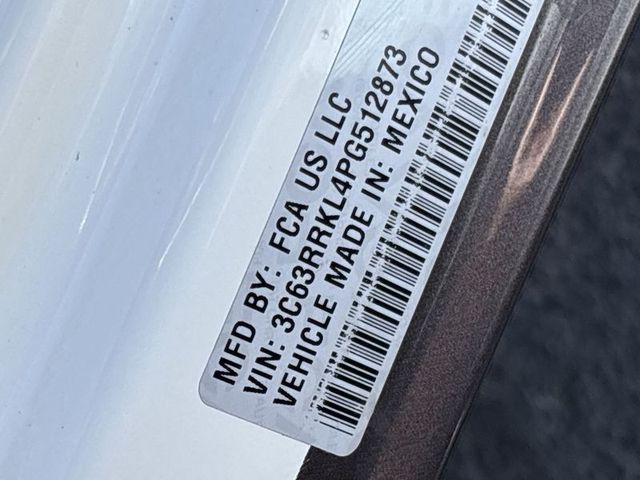 MFD BY: FCA US LLC
VIN: 3C63RRKL4PG512873
VEHICLE MADE IN: MEXICO